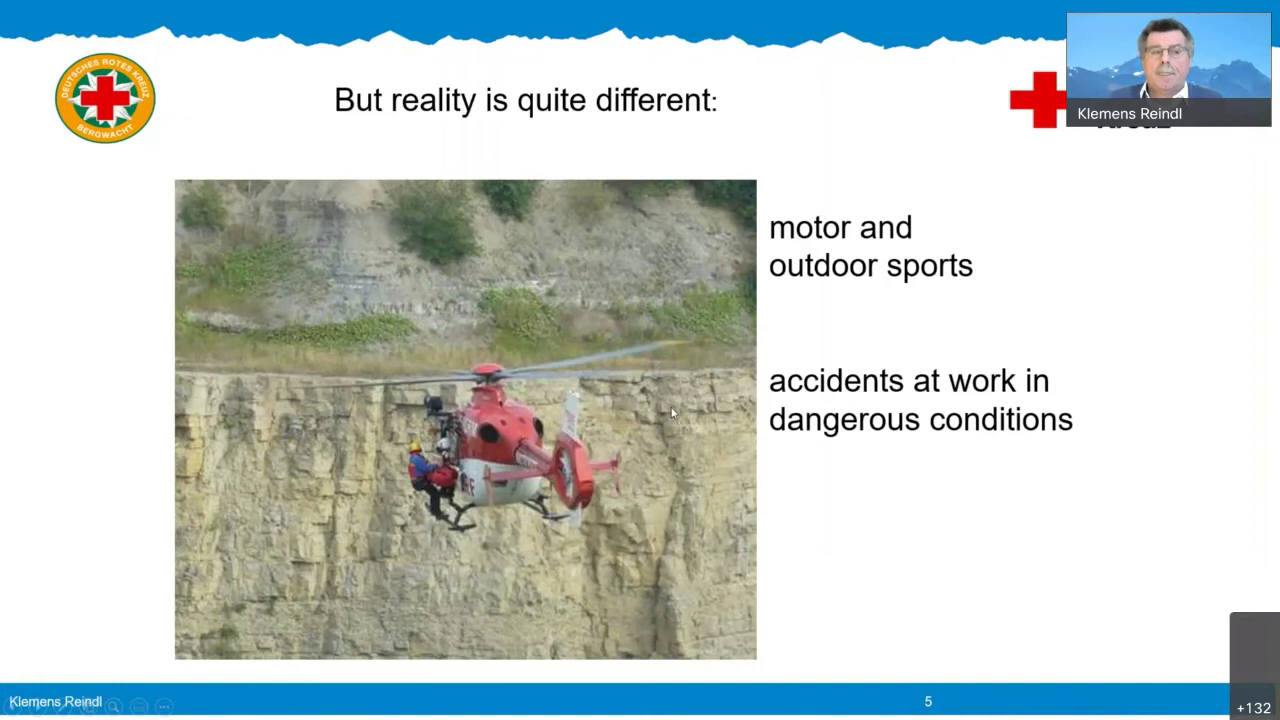 DEUTSCHES ROTES KREUZ
BERGWACHT
But reality is quite different:
Klemens Reindl
motor and
outdoor sports
accidents at work in
dangerous conditions
Klemens Reindl
5
+132